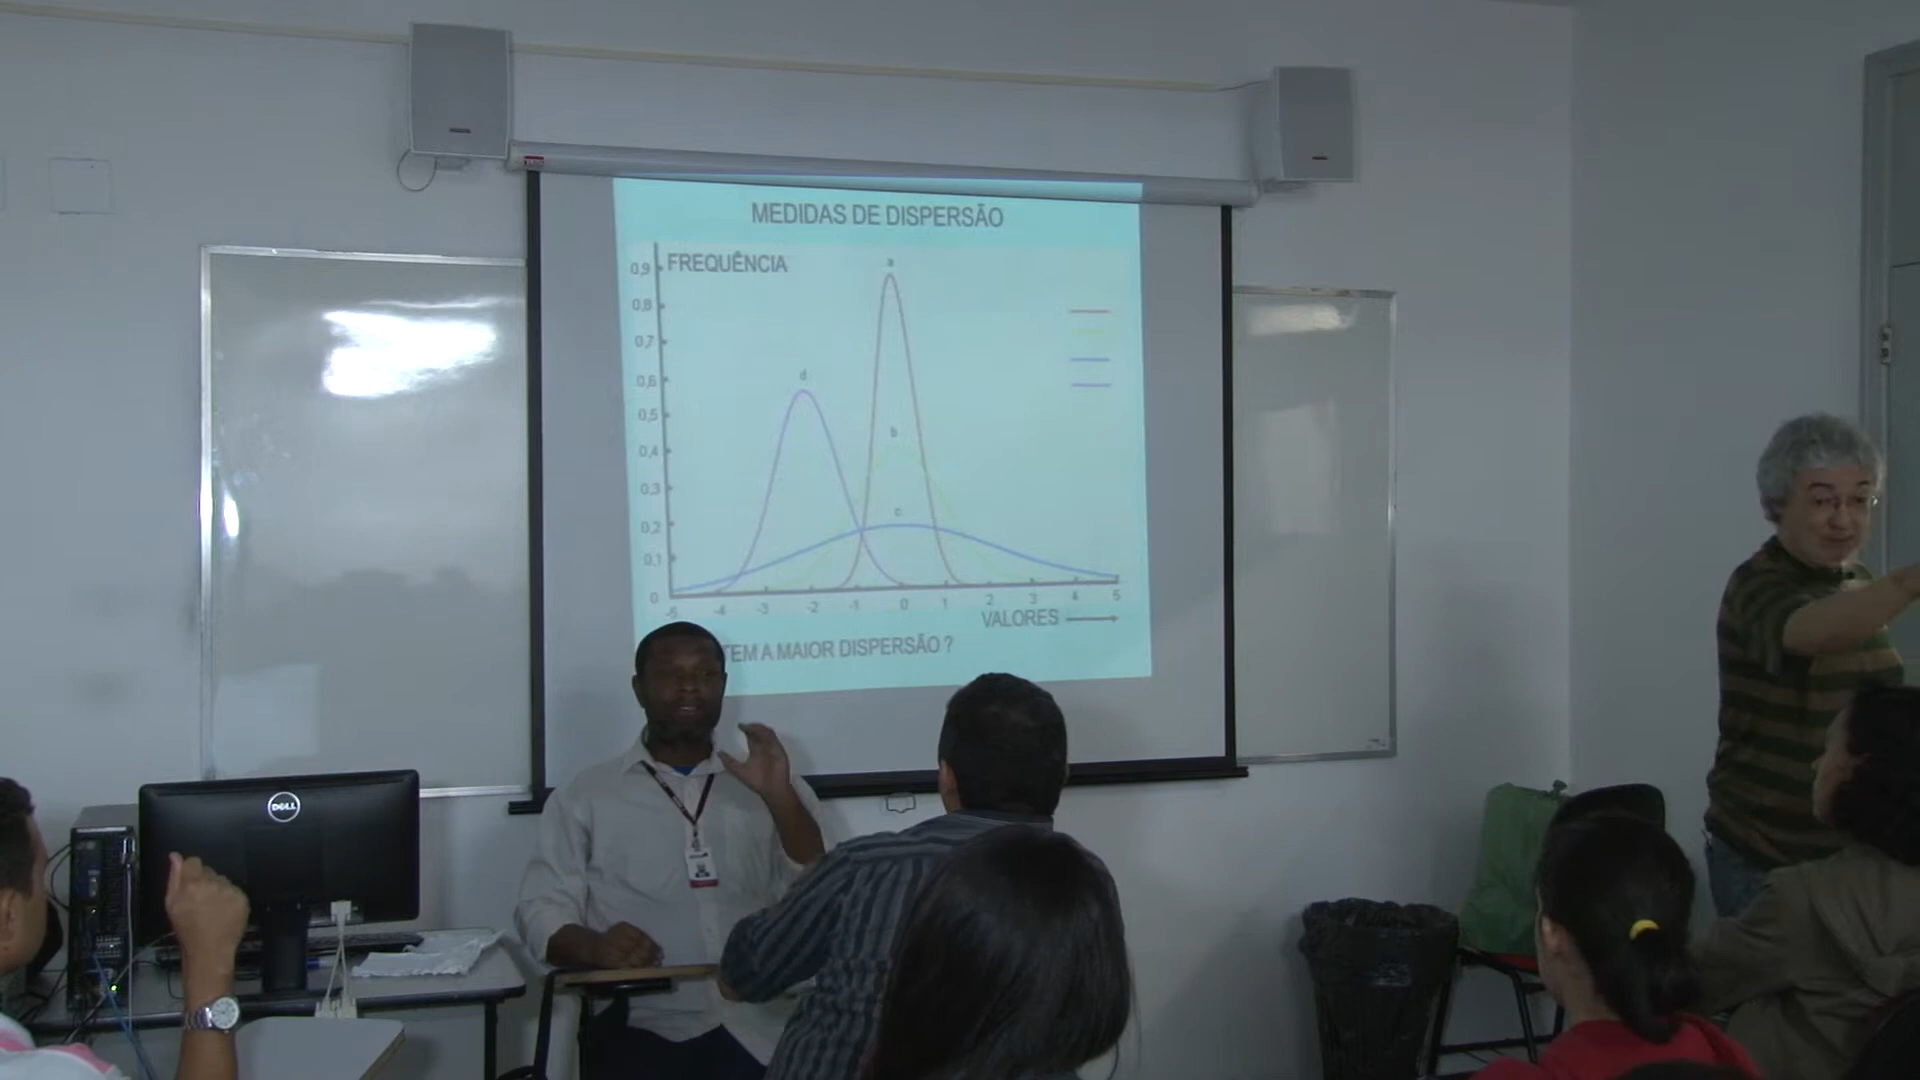 MEDIDAS DE DISPERSÃO
FREQUÊNCIA
0,9
0,8
0,7
0,6
0,5
0,4
0,3
0,2
0,1
0
a
d
b
c
-5 -4 -3 -2 -1 0 1 2 3 4 5
VALORES
TEM A MAIOR DISPERSÃO ?
DELL